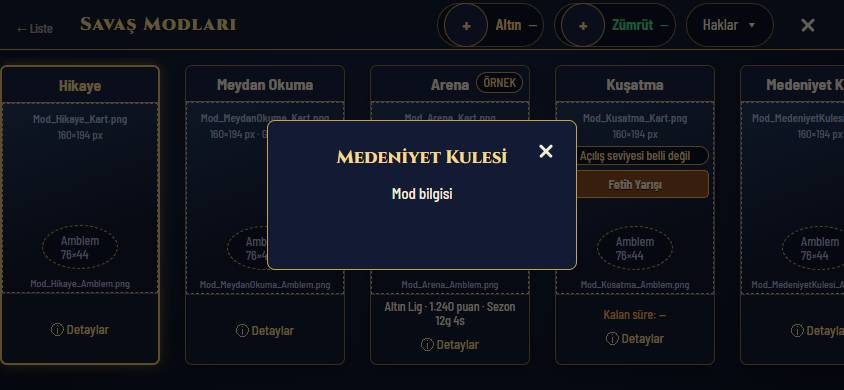 ← Liste
Savaş Modları
+ Altın —
+ Zümrüt —
Haklar ▾
✕
Hikaye
Mod_Hikaye_Kart.png
160×194 px
Amblem
76×44
Mod_Hikaye_Amblem.png
ⓘ Detaylar
Meydan Okuma
Mod_MeydanOkuma_Kart.png
160×194 px · G
Amb
76×4
Mod_MeydanOkuma_Amblem.png
ⓘ Detaylar
Arena
ÖRNEK
Mod_Arena_Kart.png
Mod_Arena_Amblem.png
Altın Lig · 1.240 puan · Sezon
12g 4s
ⓘ Detaylar
Kuşatma
Mod_Kusatma_Kart.png
160×194 px
Açılış seviyesi belli değil
Fetih Yarışı
Amblem
76×44
Mod_Kusatma_Amblem.png
Kalan süre: —
ⓘ Detaylar
Medeniyet K
Mod_MedeniyetKules
160×194 px
Amblem
76×44
Mod_MedeniyetKulesi_A
ⓘ Detayla
Medeniyet Kulesi
✕
Mod bilgisi